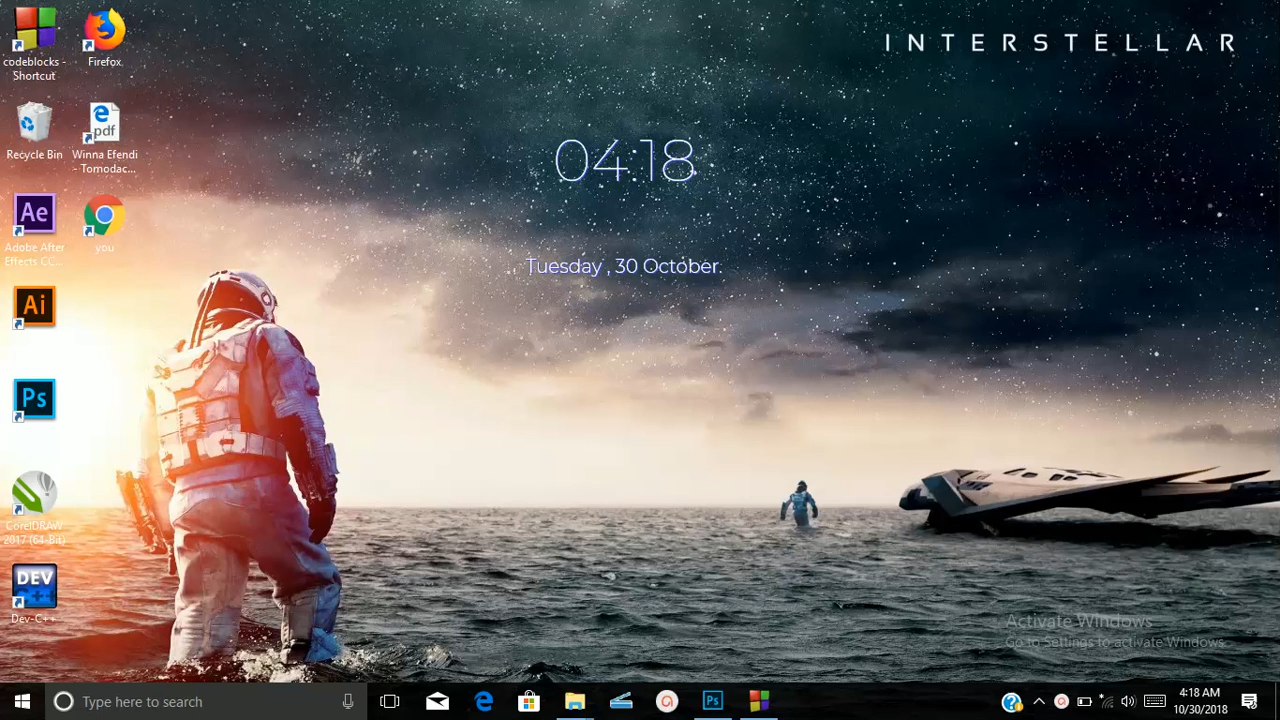 INTERSTELLAR
04:18
Tuesday , 30 October.
codeblocks -
Shortcut
Firefox
Recycle Bin
pdf
Winna Efendi
- Tomodac...
Ae
Adobe After
Effects CC...
you
Ai
Ps
CorelDRAW
2017 (64-Bit)
DEV
C++
Dev-C++
Activate Windows
Go to Settings to activate Windows.
Type here to search
Ps
4:18 AM
10/30/2018